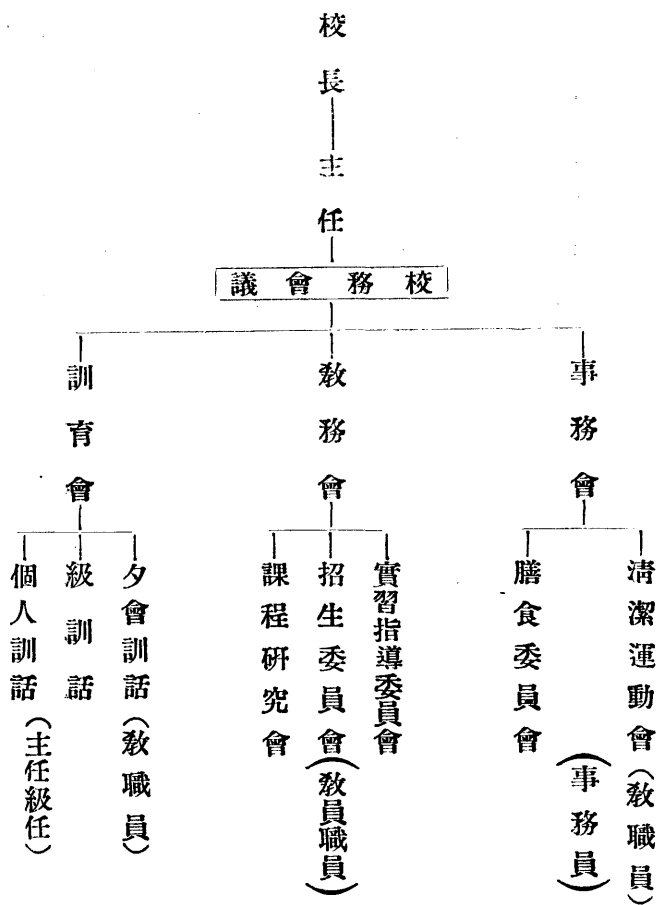 校長
主任
校務會議
事務會
教務會
訓育會
清潔運動會(教職員)
膳食委員會
(事務員)
實習指導委員會
招生委員會(教員職員)
課程研究會
夕會訓話(教職員)
級訓話
個人訓話(主任級任)